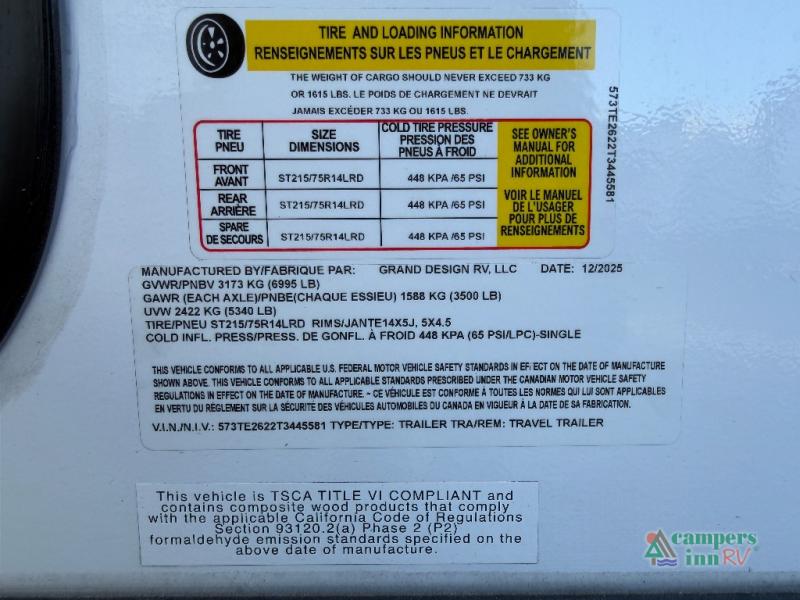 TIRE AND LOADING INFORMATION
RENSEIGNEMENTS SUR LES PNEUS ET LE CHARGEMENT
THE WEIGHT OF CARGO SHOULD NEVER EXCEED 733 KG
OR 1615 LBS. LE POIDS DE CHARGEMENT NE DEVRAIT
JAMAIS EXCÉDER 733 KG OU 1615 LBS.
TIRE
PNEU
SIZE
DIMENSIONS
COLD TIRE PRESSURE
PRESSION DES
PNEUS À FROID
FRONT
AVANT
ST215/75R14LRD
448 KPA /65 PSI
REAR
ARRIÈRE
ST215/75R14LRD
448 KPA /65 PSI
SPARE
DE SECOURS
ST215/75R14LRD
448 KPA /65 PSI
SEE OWNER'S
MANUAL FOR
ADDITIONAL
INFORMATION
VOIR LE MANUEL
DE L'USAGER
POUR PLUS DE
RENSEIGNEMENTS
573TE2622T3445581
MANUFACTURED BY/FABRIQUE PAR: GRAND DESIGN RV, LLC DATE: 12/2025
GVWR/PNBV 3173 KG (6995 LB)
GAWR (EACH AXLE)/PNBE(CHAQUE ESSIEU) 1588 KG (3500 LB)
UVW 2422 KG (5340 LB)
TIRE/PNEU ST215/75R14LRD RIMS/JANTE14X5J, 5X4.5
COLD INFL. PRESS/PRESS. DE GONFL. À FROID 448 KPA (65 PSI/LPC)-SINGLE
THIS VEHICLE CONFORMS TO ALL APPLICABLE U.S. FEDERAL MOTOR VEHICLE SAFETY STANDARDS IN EFFECT ON THE DATE OF MANUFACTURE
SHOWN ABOVE. THIS VEHICLE CONFORMS TO ALL APPLICABLE STANDARDS PRESCRIBED UNDER THE CANADIAN MOTOR VEHICLE SAFETY
REGULATIONS IN EFFECT ON THE DATE OF MANUFACTURE. ~ CE VÉHICULE EST CONFORME À TOUTES LES NORMES QUI LUI SONT APPLICABLES
EN VERTU DU RÉGLEMENT SUR LA SÉCURITÉ DES VÉHICULES AUTOMOBILES DU CANADA EN VIGUEUR À LA DATE DE SA FABRICATION.
V.I.N./N.I.V.: 573TE2622T3445581 TYPE/TYPE: TRAILER TRA/REM: TRAVEL TRAILER
This vehicle is TSCA TITLE VI COMPLIANT and
contains composite wood products that comply
with the applicable California Code of Regulations
Section 93120.2(a) Phase 2 (P2)
formaldehyde emission standards specified on the
above date of manufacture.
campers
inn RV